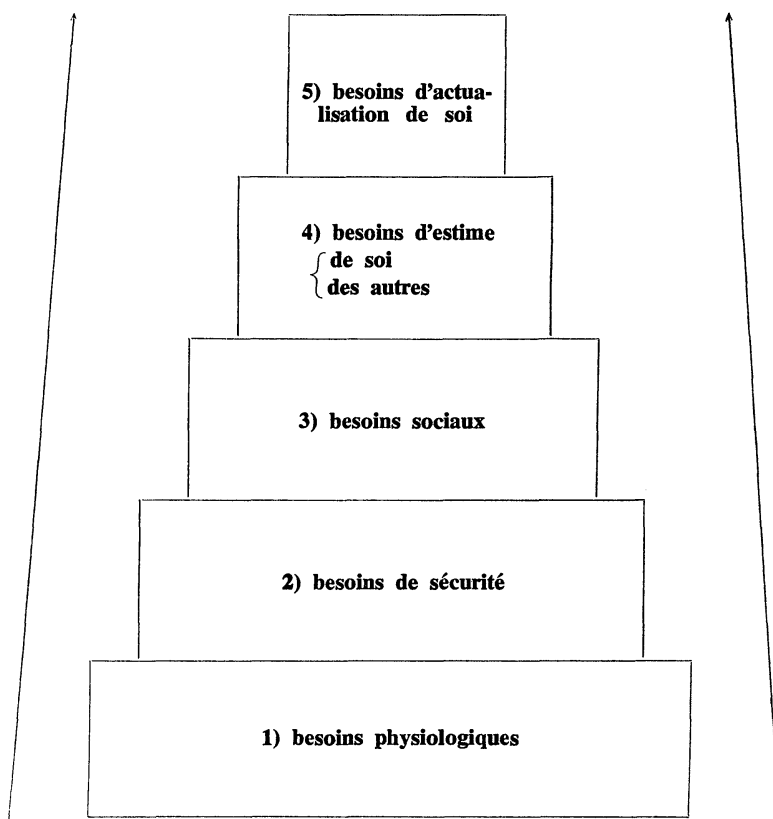 5) besoins d'actua-
lisation de soi
4) besoins d'estime
de soi
des autres
3) besoins sociaux
2) besoins de sécurité
1) besoins physiologiques